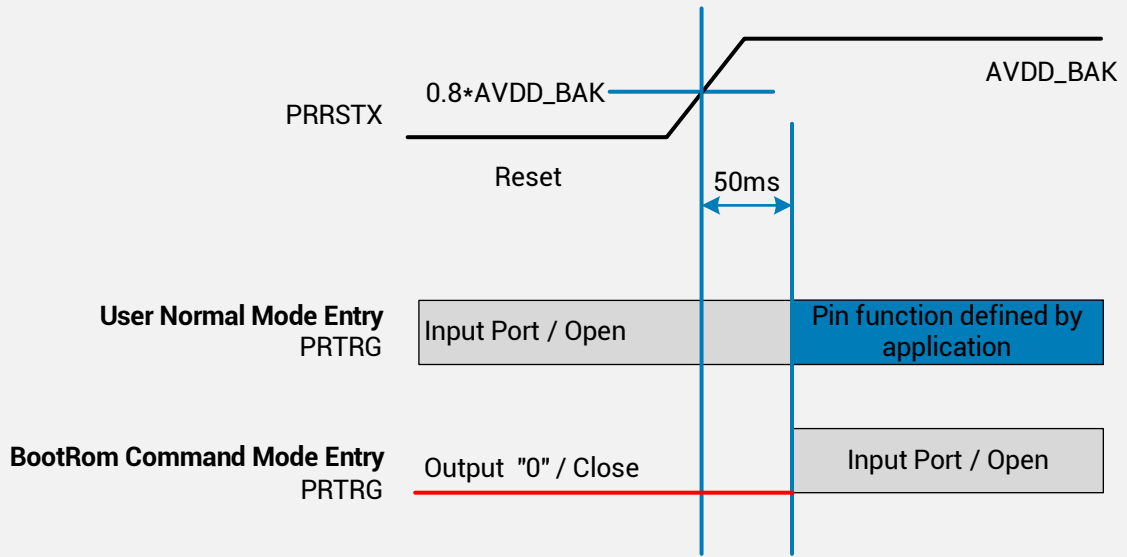 AVDD_BAK
0.8*AVDD_BAK
PRRSTX
Reset
50ms
User Normal Mode Entry
PRTRG
Input Port / Open
Pin function defined by
application
BootRom Command Mode Entry
PRTRG
Output "0" / Close
Input Port / Open